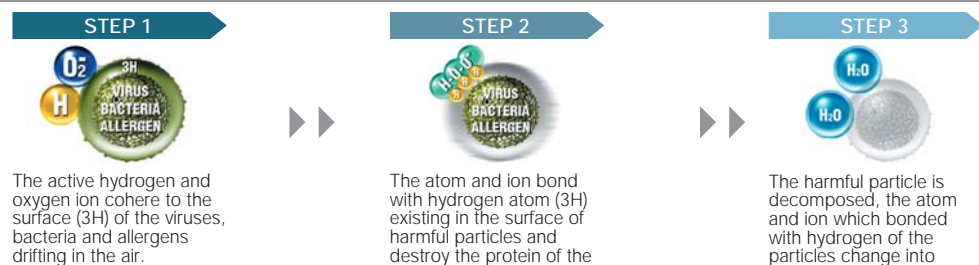 STEP 1
O2-
H
3H
VIRUS
BACTERIA
ALLERGEN
The active hydrogen and
oxygen ion cohere to the
surface (3H) of the viruses,
bacteria and allergens
drifting in the air.
STEP 2
H-O-O-
H
H
H
VIRUS
BACTERIA
ALLERGEN
The atom and ion bond
with hydrogen atom (3H)
existing in the surface of
harmful particles and
destroy the protein of the
STEP 3
H2O
H2O
The harmful particle is
decomposed, the atom
and ion which bonded
with hydrogen of the
particles change into